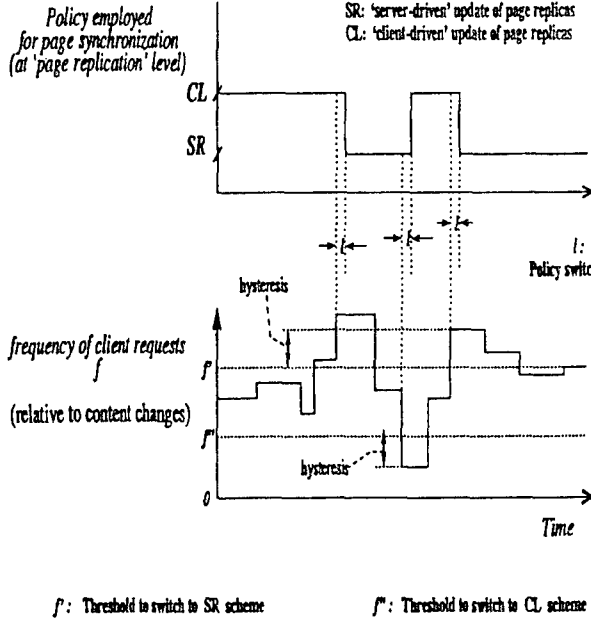 Policy employed
for page synchronization
(at 'page replication' level)
SR: 'server-driven' update of page replicas
CL: 'client-driven' update of page replicas
CL
SR
l
l
l
l :
Policy switc
hysteresis
frequency of client requests
f
(relative to content changes)
f'
f"
hysteresis
0
Time
f' : Threshold to switch to SR scheme
f" : Threshold to switch to CL scheme